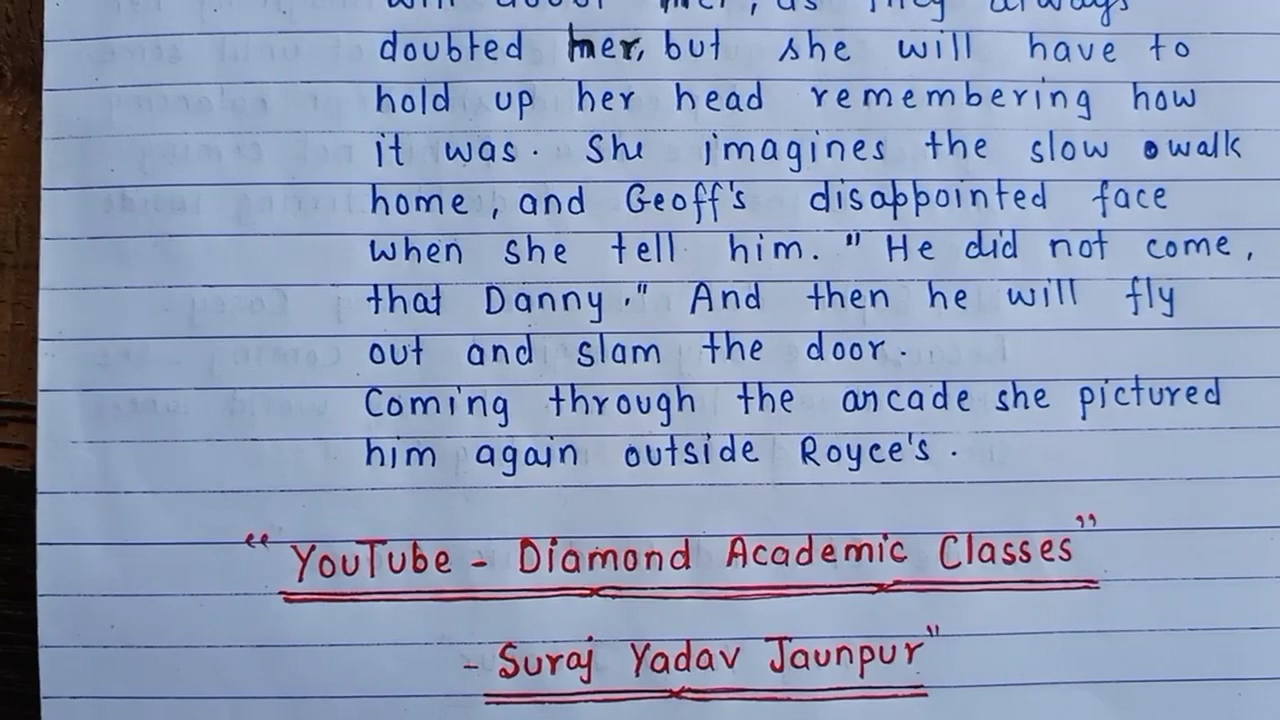 doubted her, but she will have to
hold up her head remembering how
it was. She imagines the slow walk
home, and Geoff's disappointed face
when she tell him. " He did not come,
that Danny." And then he will fly
out and slam the door.
Coming through the arcade she pictured
him again outside Royce's.
“ YouTube - Diamond Academic Classes”
- Suraj Yadav Jaunpur"